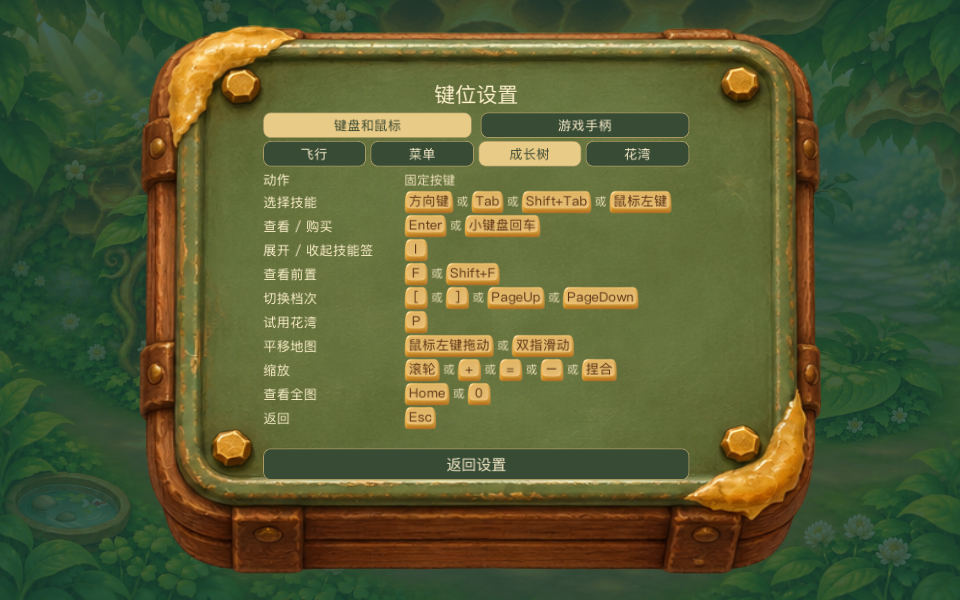 键位设置
键盘和鼠标 游戏手柄
飞行 菜单 成长树 花湾
动作 固定按键
选择技能 方向键 或 Tab 或 Shift+Tab 或 鼠标左键
查看 / 购买 Enter 或 小键盘回车
展开 / 收起技能签 I
查看前置 F 或 Shift+F
切换档次 [ 或 ] 或 PageUp 或 PageDown
试用花湾 P
平移地图 鼠标左键拖动 或 双指滑动
缩放 滚轮 或 + 或 = 或 − 或 捏合
查看全图 Home 或 0
返回 Esc
返回设置